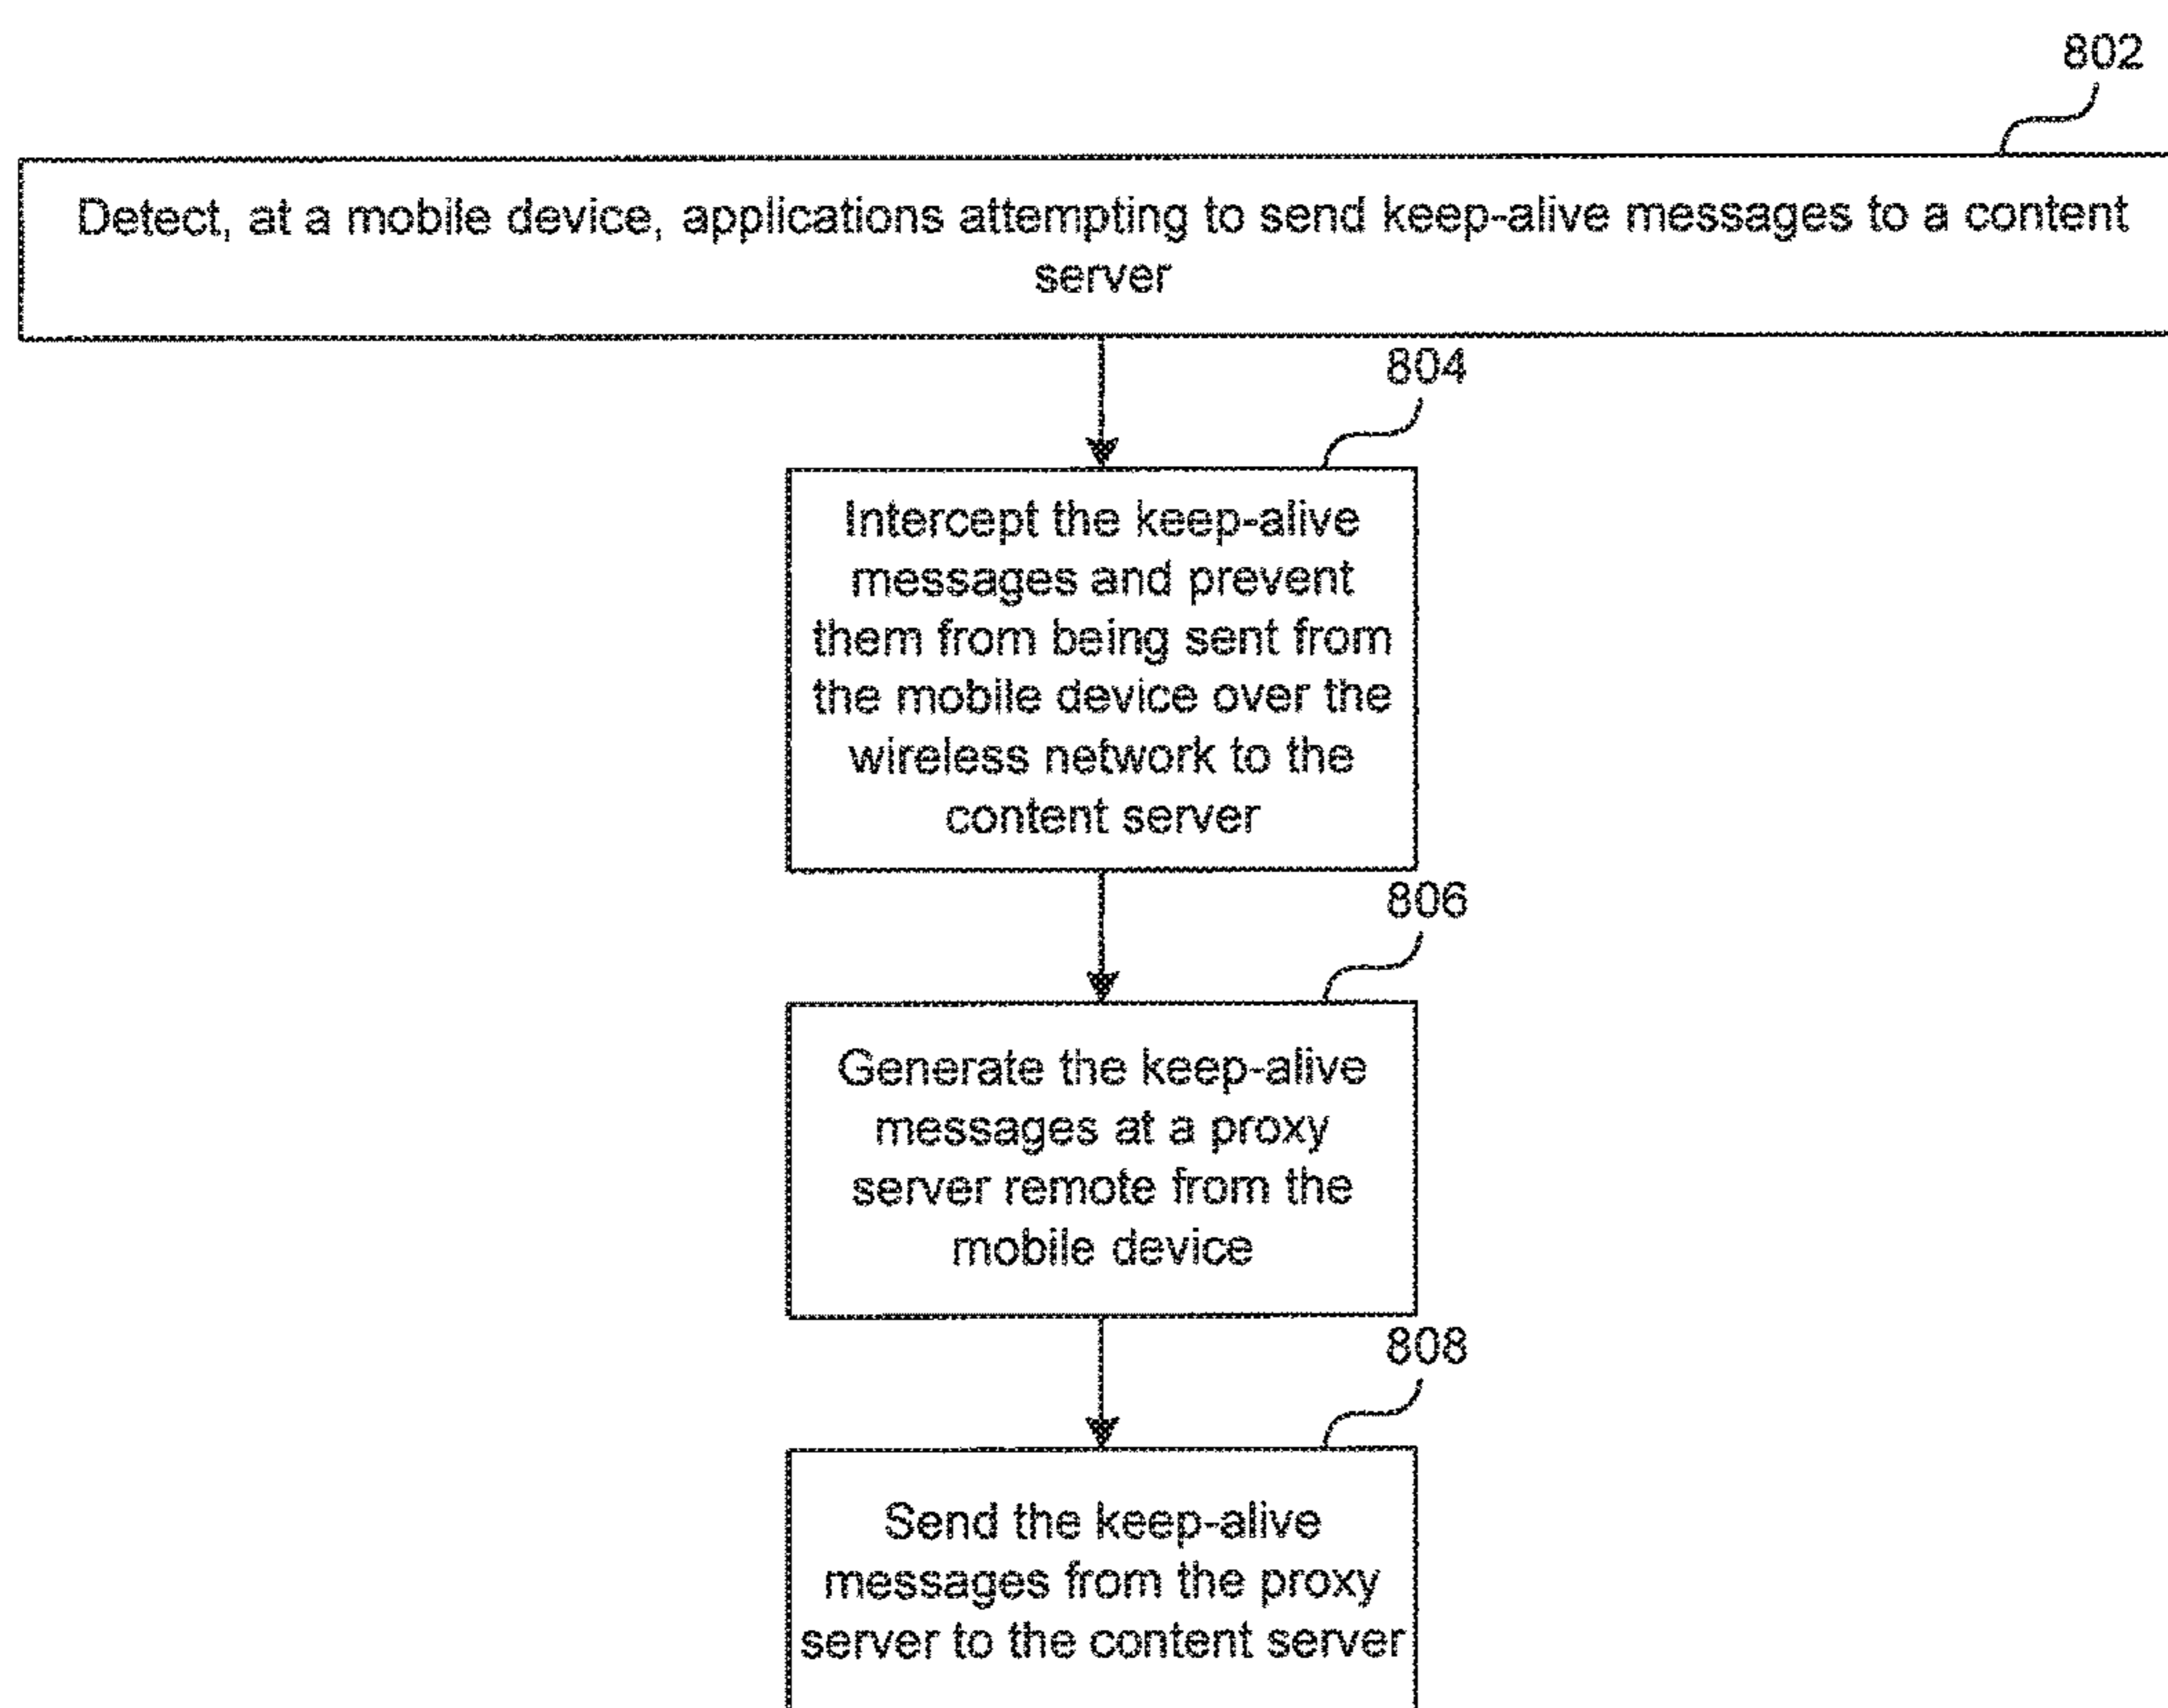 802
Detect, at a mobile device, applications attempting to send keep-alive messages to a content
server
804
Intercept the keep-alive
messages and prevent
them from being sent from
the mobile device over the
wireless network to the
content server
806
Generate the keep-alive
messages at a proxy
server remote from the
mobile device
808
Send the keep-alive
messages from the proxy
server to the content server